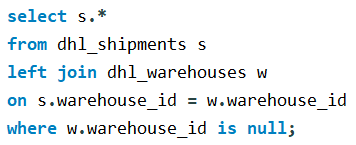 select s.*
from dhl_shipments s
left join dhl_warehouses w
on s.warehouse_id = w.warehouse_id
where w.warehouse_id is null;